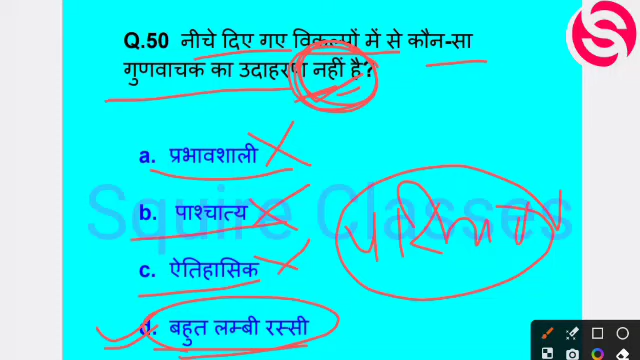 Q.50 नीचे दिए गए विकल्पों में से कौन-सा
गुणवाचक का उदाहरण नहीं है?
a. प्रभावशाली
b. पाश्चात्य
c. ऐतिहासिक
d. बहुत लम्बी रस्सी
Squire Classes
S